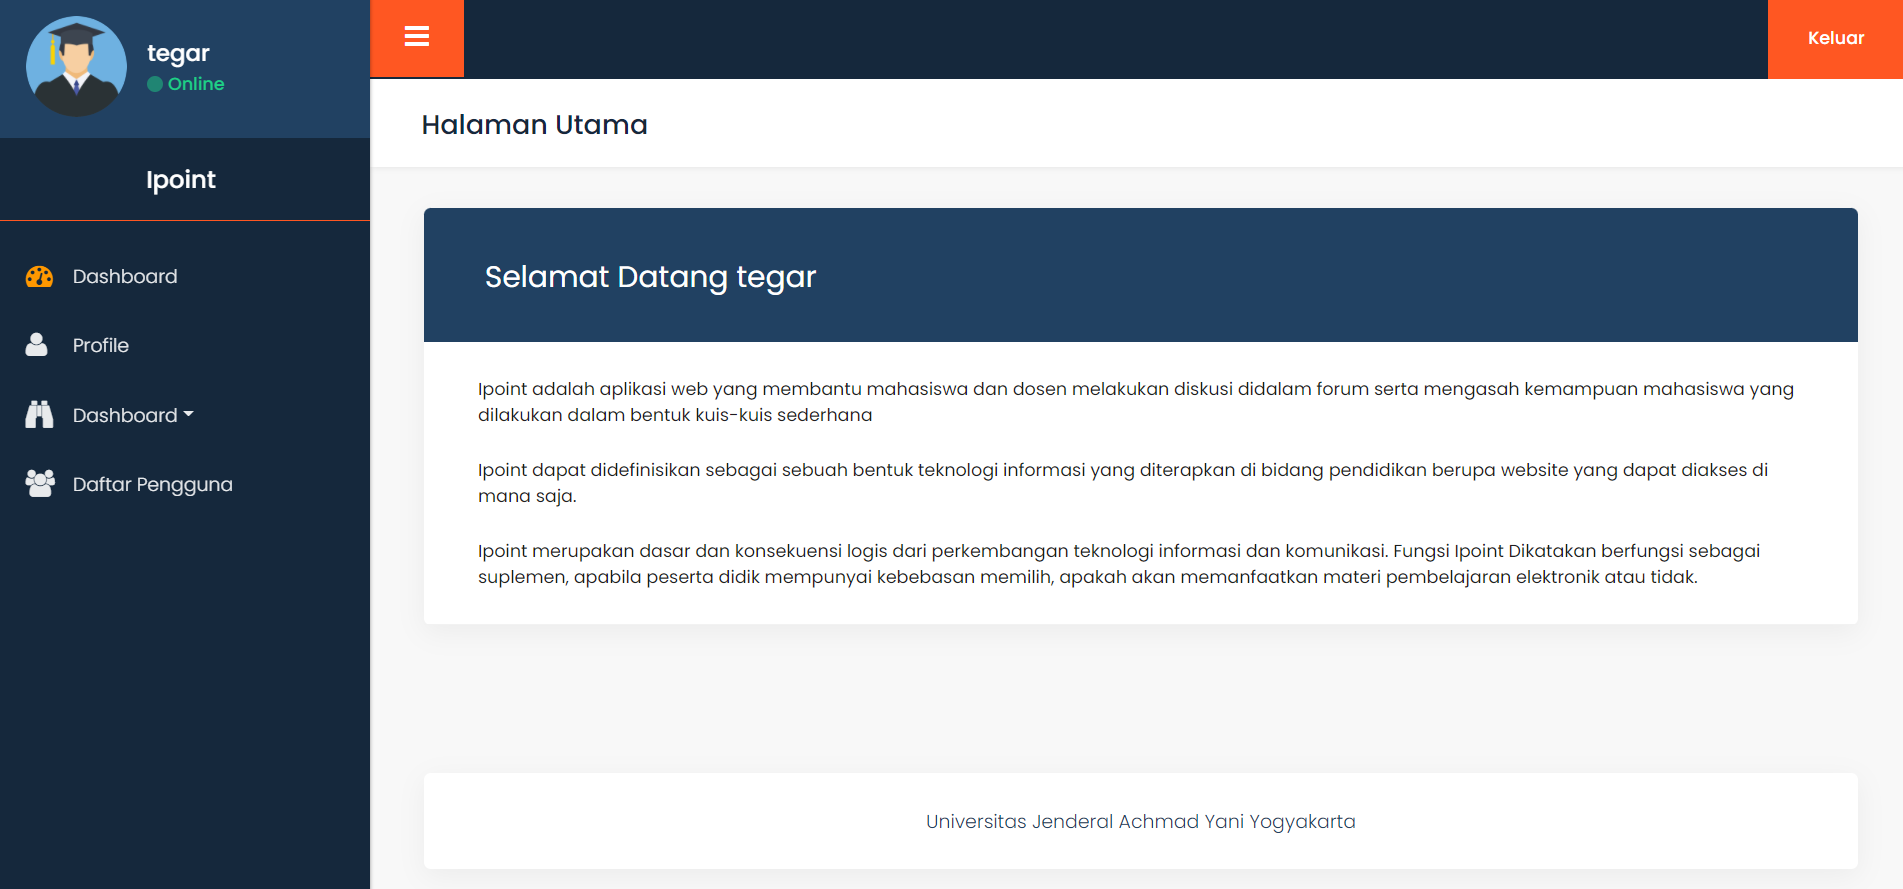 tegar
Online
Ipoint
Dashboard
Profile
Dashboard
Daftar Pengguna
Keluar
Halaman Utama
Selamat Datang tegar
Ipoint adalah aplikasi web yang membantu mahasiswa dan dosen melakukan diskusi didalam forum serta mengasah kemampuan mahasiswa yang
dilakukan dalam bentuk kuis-kuis sederhana
Ipoint dapat didefinisikan sebagai sebuah bentuk teknologi informasi yang diterapkan di bidang pendidikan berupa website yang dapat diakses di
mana saja.
Ipoint merupakan dasar dan konsekuensi logis dari perkembangan teknologi informasi dan komunikasi. Fungsi Ipoint Dikatakan berfungsi sebagai
suplemen, apabila peserta didik mempunyai kebebasan memilih, apakah akan memanfaatkan materi pembelajaran elektronik atau tidak.
Universitas Jenderal Achmad Yani Yogyakarta